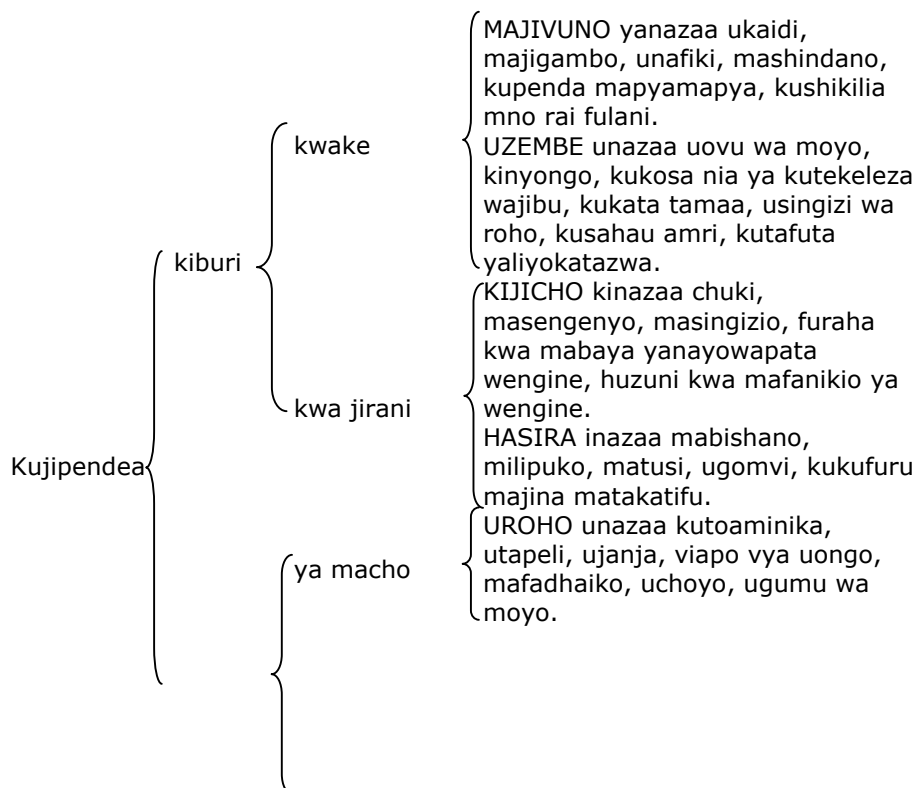 MAJIVUNO yanazaa ukaidi,
majigambo, unafiki, mashindano,
kupenda mapyamapya, kushikilia
mno rai fulani.
kwake
UZEMBE unazaa uovu wa moyo,
kinyongo, kukosa nia ya kutekeleza
wajibu, kukata tamaa, usingizi wa
roho, kusahau amri, kutafuta
yaliyokatazwa.
kiburi
KIJICHO kinazaa chuki,
masengenyo, masingizio, furaha
kwa mabaya yanayowapata
wengine, huzuni kwa mafanikio ya
wengine.
kwa jirani
HASIRA inazaa mabishano,
milipuko, matusi, ugomvi, kukufuru
majina matakatifu.
Kujipendea
UROHO unazaa kutoaminika,
utapeli, ujanja, viapo vya uongo,
mafadhaiko, uchoyo, ugumu wa
moyo.
ya macho